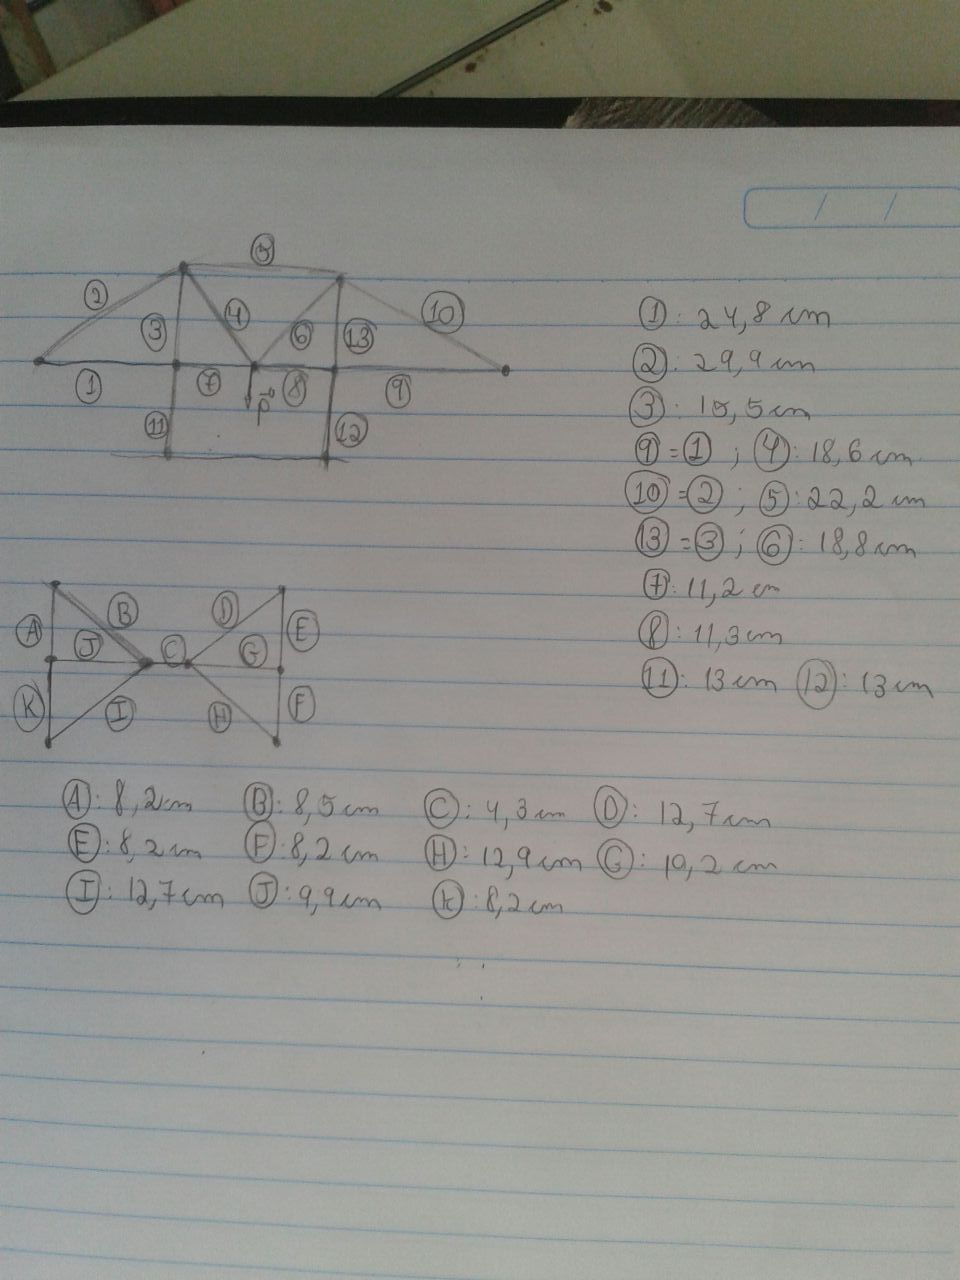 ⑤
②
④
⑩
③
⑥
⑬
①
⑦
P
⑧
⑨
⑪
⑫
①: 24,8 cm
②: 29,9 cm
③: 15,5 cm
⑨=①; ④: 18,6 cm
⑩=②; ⑤: 22,2 cm
⑬=③; ⑥: 18,8 cm
⑦: 11,2 cm
⑧: 11,3 cm
⑪: 13 cm ⑫: 13 cm
Ⓑ
Ⓓ
Ⓐ
Ⓙ
Ⓒ
Ⓖ
Ⓔ
Ⓚ
Ⓘ
Ⓗ
Ⓕ
Ⓐ: 8,2 cm Ⓑ: 8,5 cm Ⓒ: 4,3 cm Ⓓ: 12,7 cm
Ⓔ: 8,2 cm Ⓕ: 8,2 cm Ⓗ: 12,9 cm Ⓖ: 10,2 cm
Ⓘ: 12,7 cm Ⓙ: 9,9 cm Ⓚ: 8,2 cm